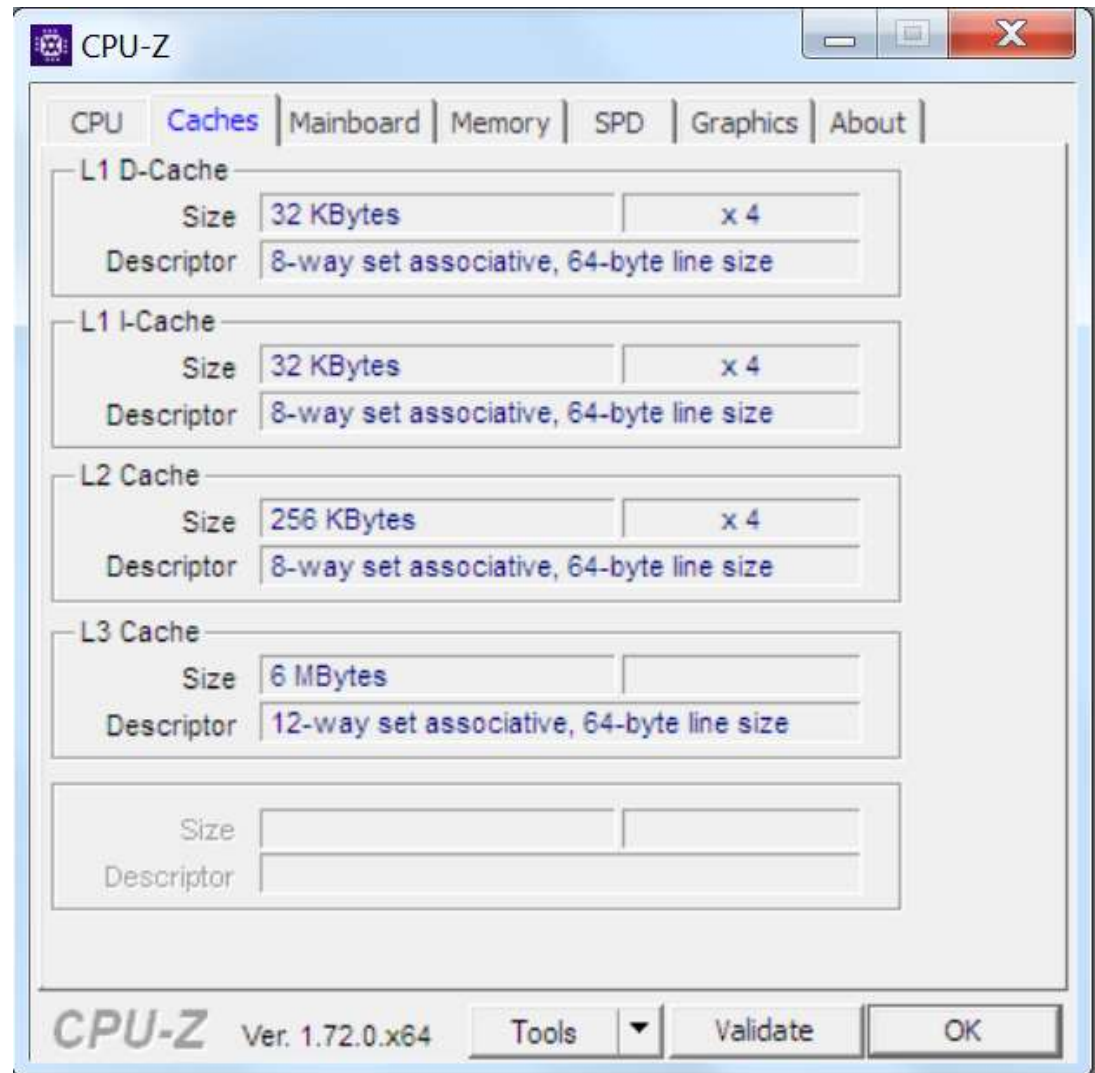 CPU-Z
CPU Caches Mainboard Memory SPD Graphics About
L1 D-Cache
Size 32 KBytes x 4
Descriptor 8-way set associative, 64-byte line size
L1 I-Cache
Size 32 KBytes x 4
Descriptor 8-way set associative, 64-byte line size
L2 Cache
Size 256 KBytes x 4
Descriptor 8-way set associative, 64-byte line size
L3 Cache
Size 6 MBytes
Descriptor 12-way set associative, 64-byte line size
Size
Descriptor
CPU-Z Ver. 1.72.0.x64 Tools Validate OK